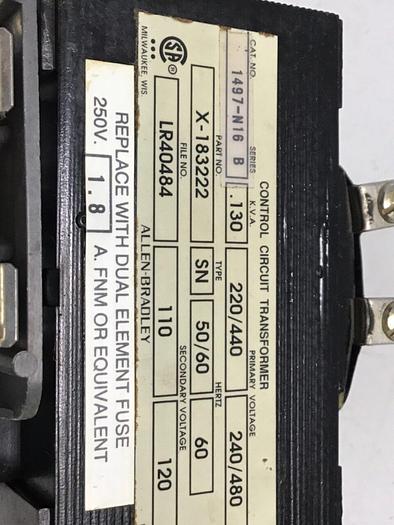 CONTROL CIRCUIT TRANSFORMER
CAT. NO. SERIES K.V.A. PRIMARY VOLTAGE
1497-N16 B .130 220/440 240/480
PART NO. TYPE HERTZ
X-183222 SN 50/60 60
FILE NO. SECONDARY VOLTAGE
SA LR40484 110 120
MILWAUKEE, WIS. ALLEN-BRADLEY
REPLACE WITH DUAL ELEMENT FUSE
250V. 1.8 A. FNM OR EQUIVALENT